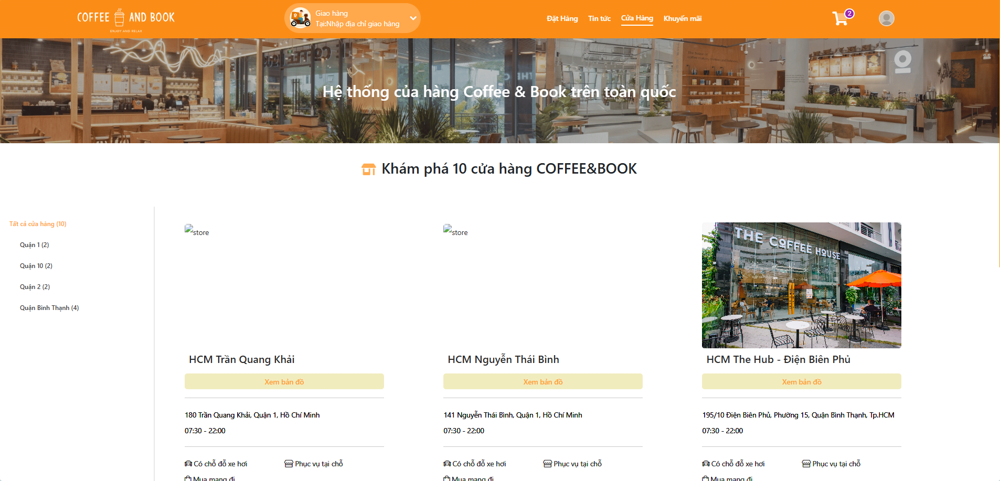 COFFEE AND BOOK
ENJOY AND RELAX
Giao hàng
Tại:Nhập địa chỉ giao hàng
Đặt Hàng Tin tức Cửa Hàng Khuyến mãi
2
The house of
Hệ thống của hàng Coffee & Book trên toàn quốc
Khám phá 10 cửa hàng COFFEE&BOOK
Tất cả cửa hàng (10)
Quận 1 (2)
Quận 10 (2)
Quận 2 (2)
Quận Bình Thạnh (4)
store
store
THE COFFEE HOUSE
HCM Trần Quang Khải
HCM Nguyễn Thái Bình
HCM The Hub - Điện Biên Phủ
Xem bản đồ
Xem bản đồ
Xem bản đồ
180 Trần Quang Khải, Quận 1, Hồ Chí Minh
141 Nguyễn Thái Bình, Quận 1, Hồ Chí Minh
195/10 Điện Biên Phủ, Phường 15, Quận Bình Thạnh, Tp.HCM
07:30 - 22:00
07:30 - 22:00
07:30 - 22:00
Có chỗ đỗ xe hơi Phục vụ tại chỗ
Có chỗ đỗ xe hơi Phục vụ tại chỗ
Có chỗ đỗ xe hơi Phục vụ tại chỗ
Mua mang đi
Mua mang đi
Mua mang đi